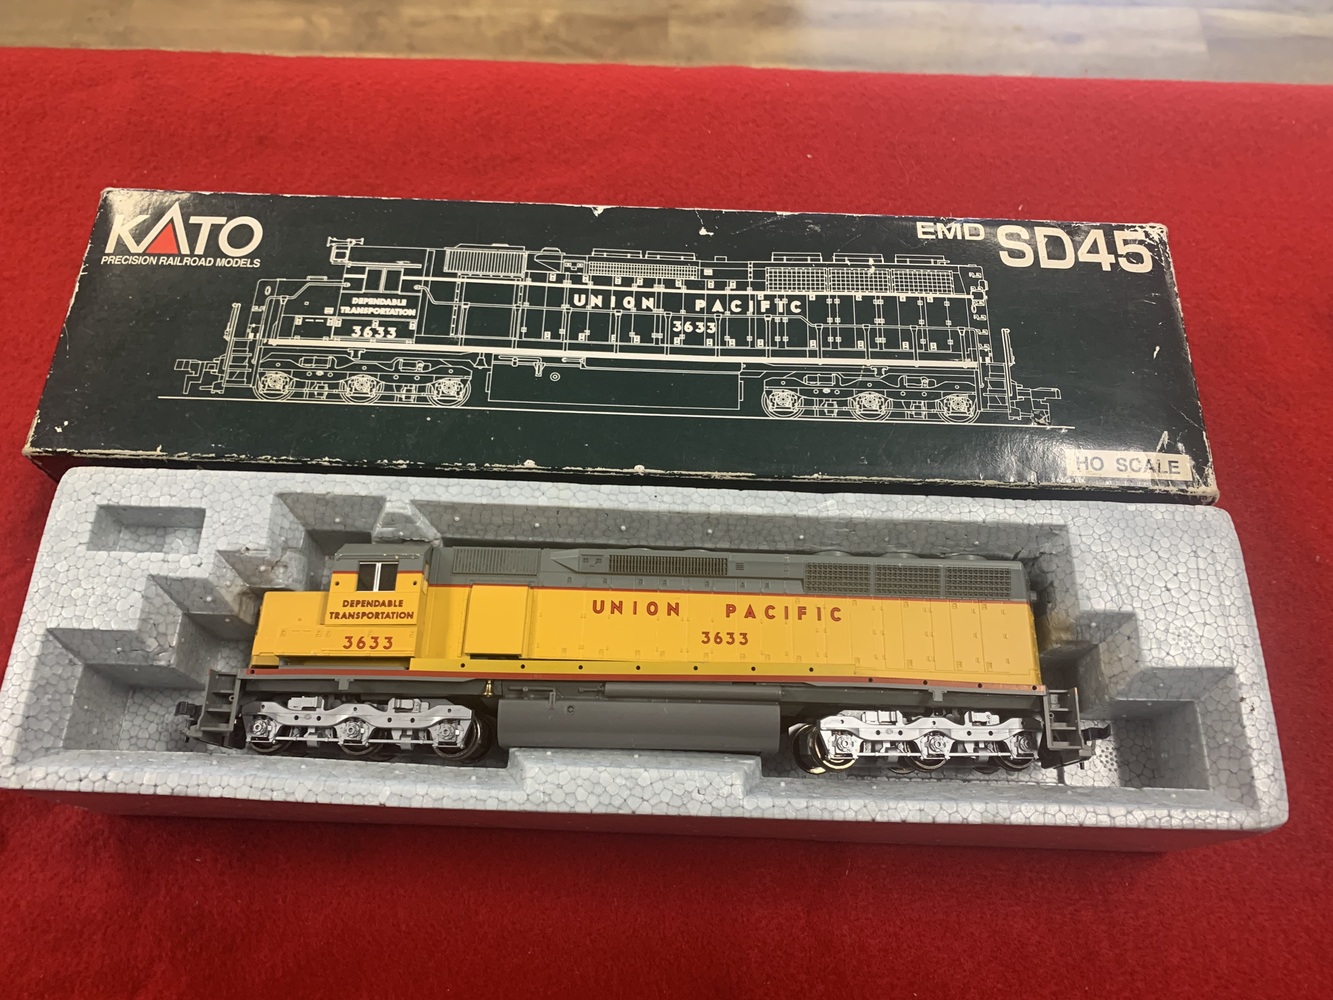 KATO
PRECISION RAILROAD MODELS
EMD SD45
DEPENDABLE
TRANSPORTATION
3633
UNION PACIFIC
3633
HO SCALE
DEPENDABLE
TRANSPORTATION
3633
UNION PACIFIC
3633